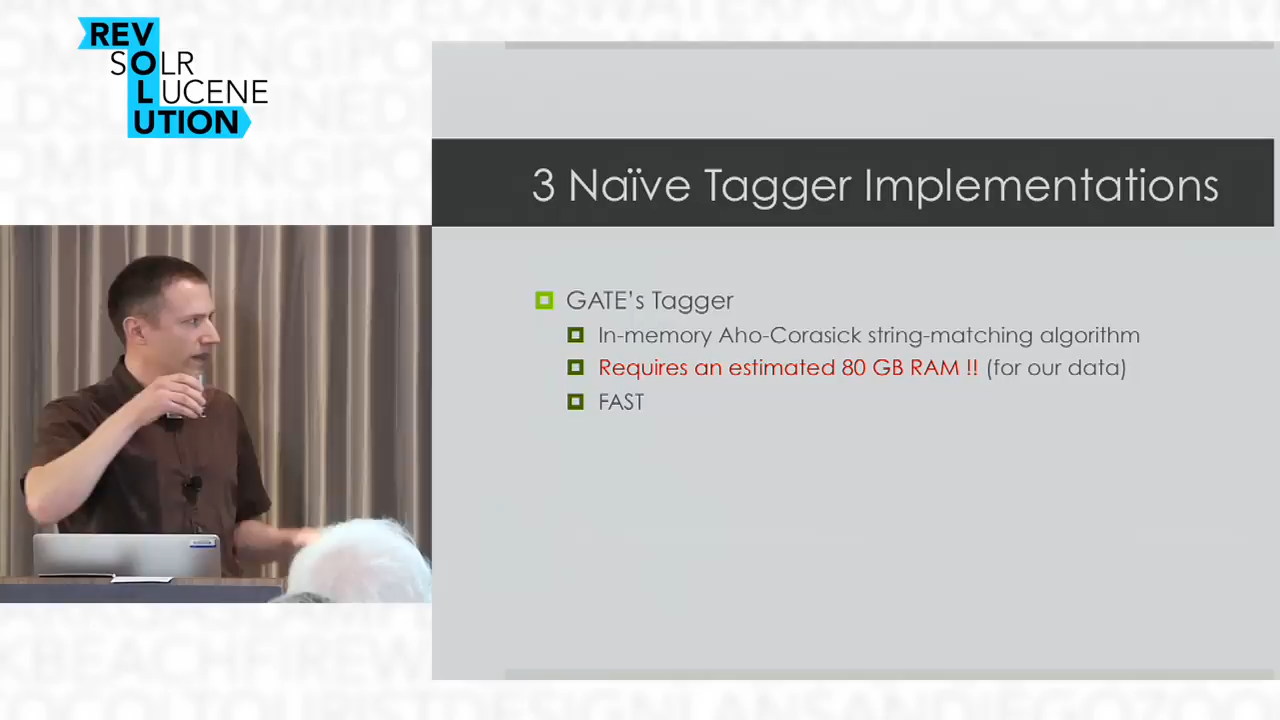 REV
SOLR
LUCENE
UTION
3 Naïve Tagger Implementations
GATE's Tagger
In-memory Aho-Corasick string-matching algorithm
Requires an estimated 80 GB RAM !! (for our data)
FAST